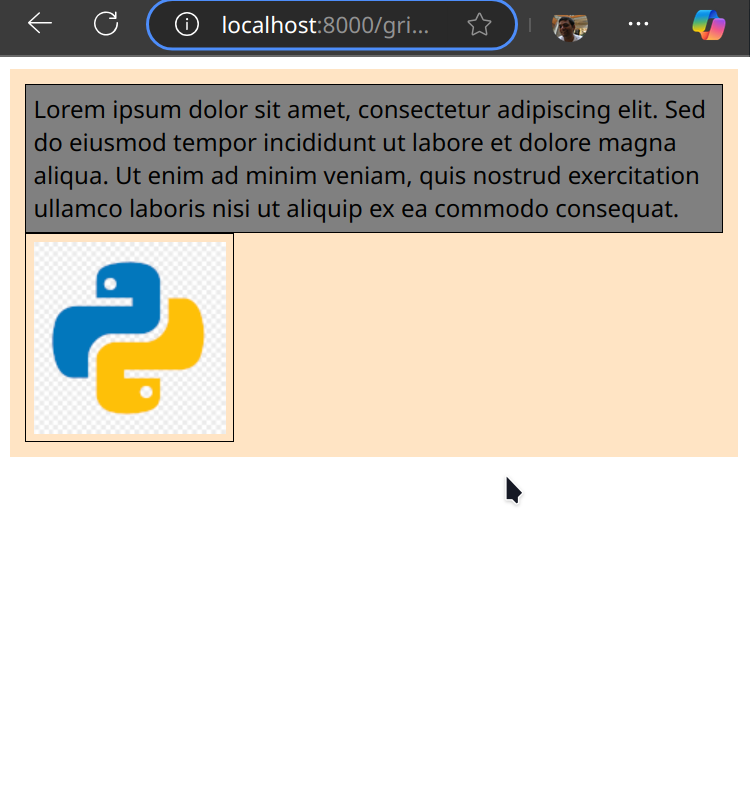 localhost:8000/gri...
Lorem ipsum dolor sit amet, consectetur adipiscing elit. Sed
do eiusmod tempor incididunt ut labore et dolore magna
aliqua. Ut enim ad minim veniam, quis nostrud exercitation
ullamco laboris nisi ut aliquip ex ea commodo consequat.